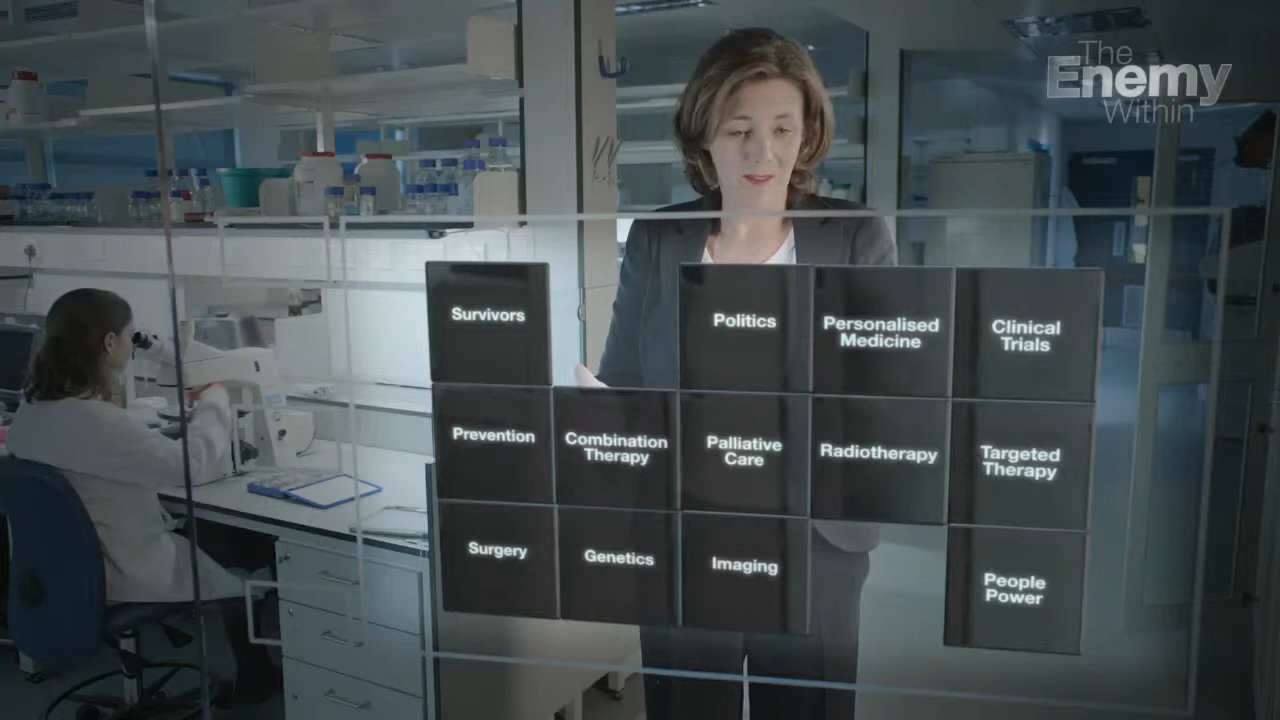 The
Enemy
Within
Survivors
Politics
Personalised
Medicine
Clinical
Trials
Prevention
Combination
Therapy
Palliative
Care
Radiotherapy
Targeted
Therapy
Surgery
Genetics
Imaging
People
Power